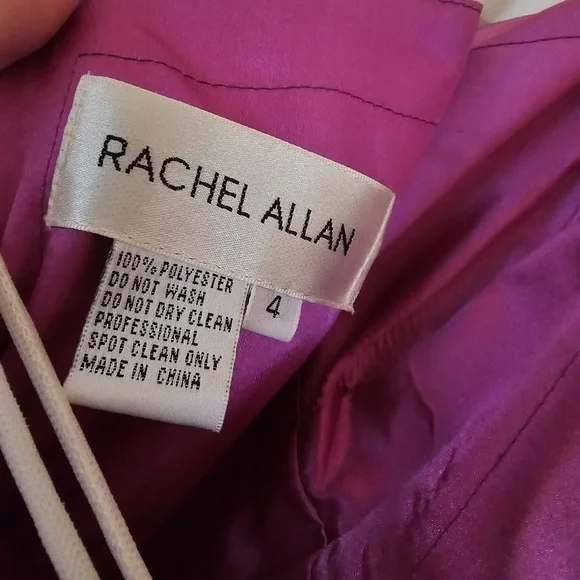 RACHEL ALLAN
100% POLYESTER
DO NOT WASH
DO NOT DRY CLEAN
PROFESSIONAL
SPOT CLEAN ONLY
MADE IN CHINA
4